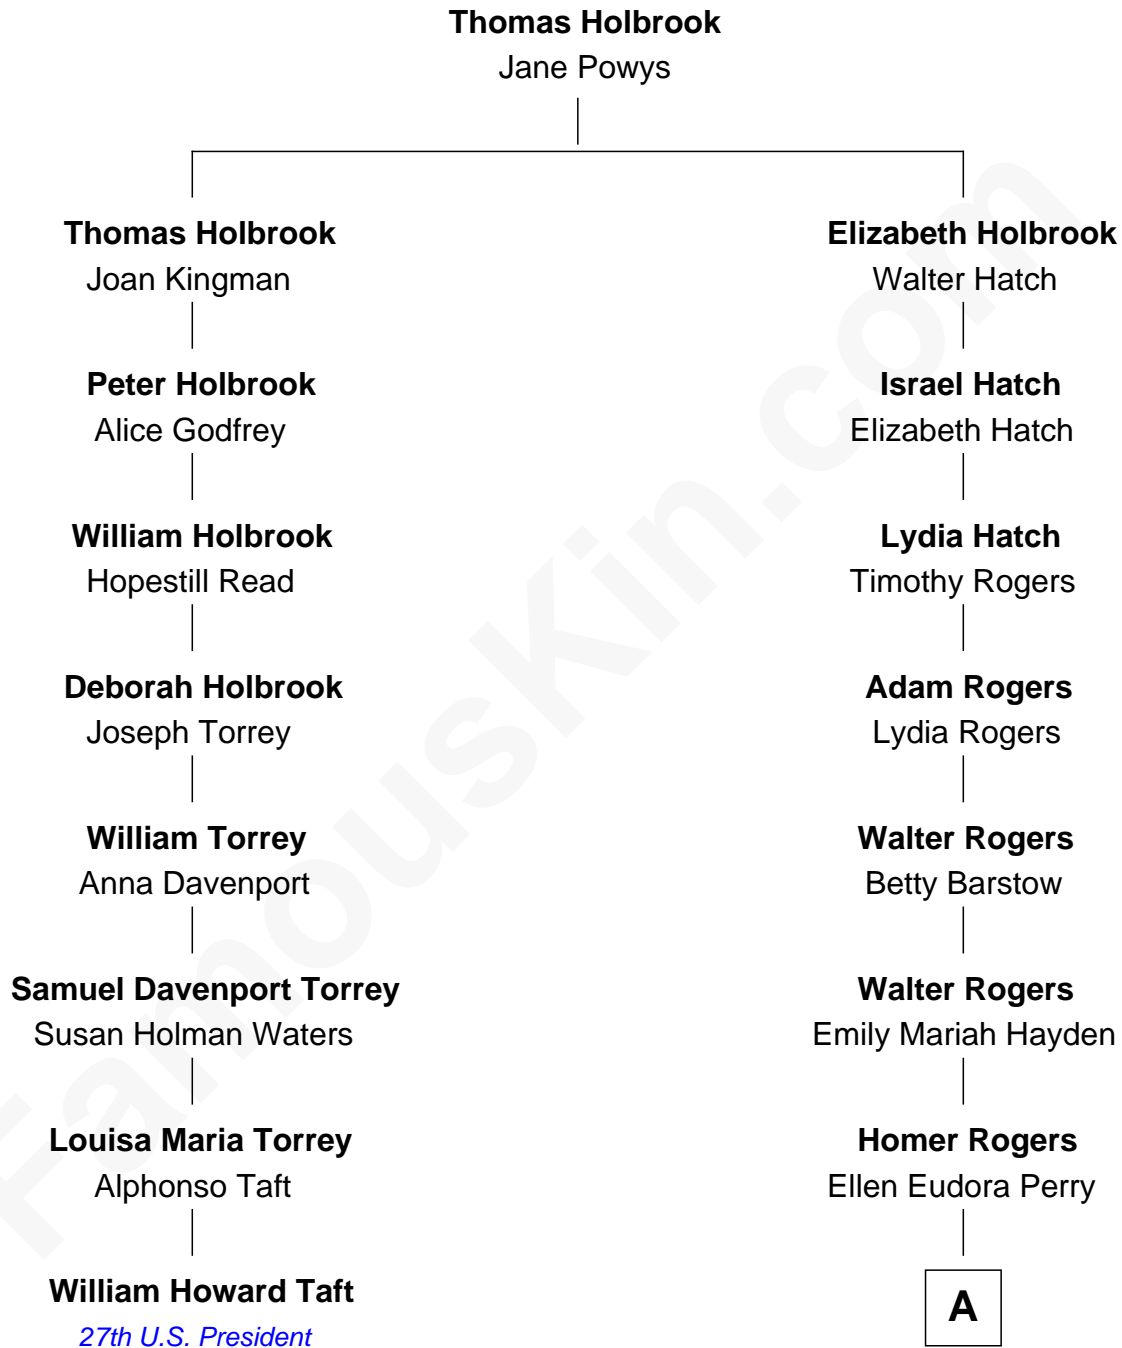 Thomas Holbrook
Jane Powys
Thomas Holbrook
Joan Kingman
Elizabeth Holbrook
Walter Hatch
Peter Holbrook
Alice Godfrey
Israel Hatch
Elizabeth Hatch
William Holbrook
Hopestill Read
Lydia Hatch
Timothy Rogers
Deborah Holbrook
Joseph Torrey
Adam Rogers
Lydia Rogers
William Torrey
Anna Davenport
Walter Rogers
Betty Barstow
Samuel Davenport Torrey
Susan Holman Waters
Walter Rogers
Emily Mariah Hayden
Louisa Maria Torrey
Alphonso Taft
Homer Rogers
Ellen Eudora Perry
William Howard Taft
27th U.S. President
A
FamousKin.com